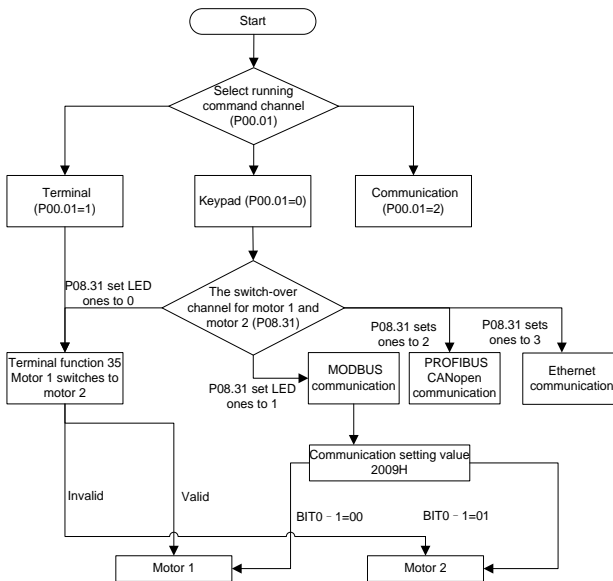 Start
Select running
command channel
(P00.01)
Terminal
(P00.01=1)
Keypad (P00.01=0)
Communication
(P00.01=2)
P08.31 set LED
ones to 0
The switch-over
channel for motor 1 and
motor 2 (P08.31)
P08.31 sets
ones to 2
P08.31 sets
ones to 3
Terminal function 35
Motor 1 switches to
motor 2
P08.31 set LED
ones to 1
MODBUS
communication
PROFIBUS
CANopen
communication
Ethernet
communication
Communication setting value
2009H
Invalid
Valid
BIT0﹣1=00
BIT0﹣1=01
Motor 1
Motor 2